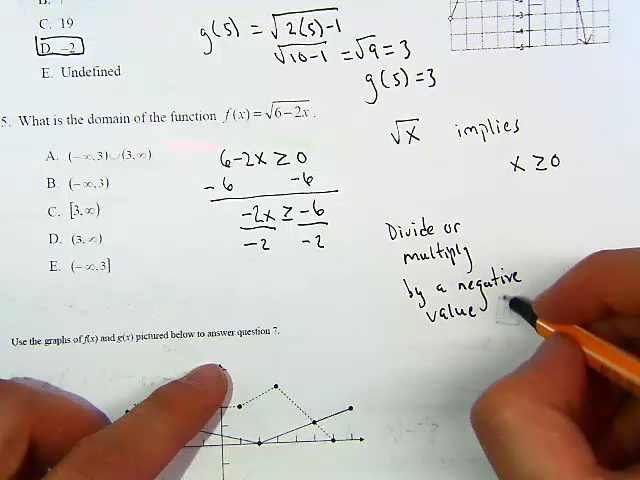 C. 19
D. -2
E. Undefined
g(5) = √2(5)-1
√10-1 = √9 = 3
g(5) = 3
5. What is the domain of the function f(x) = √6-2x.
A. (-∞,3)∪(3,∞)
B. (-∞,3)
C. [3,∞)
D. (3,∞)
E. (-∞,3]
6-2x ≥ 0
-6 -6
-2x ≥ -6
-2 -2
√x implies
x ≥ 0
Divide or
multiply
by a negative
value
Use the graphs of f(x) and g(x) pictured below to answer question 7.